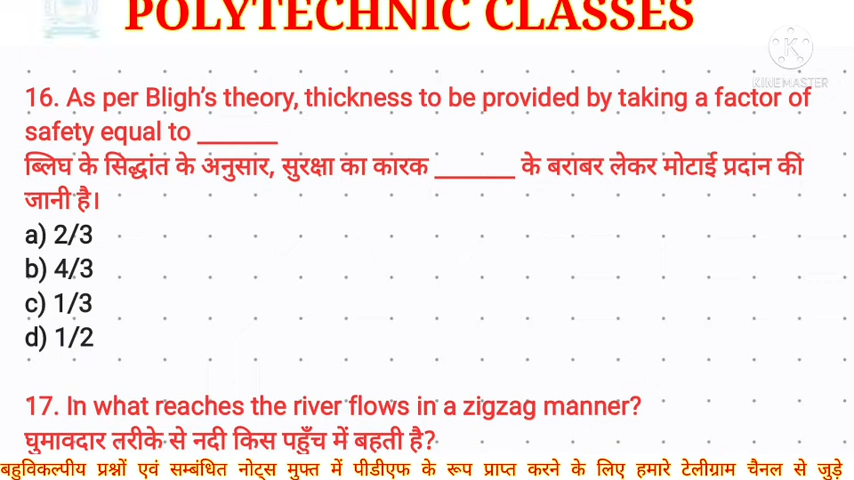 POLYTECHNIC CLASSES
KINEMASTER
16. As per Bligh's theory, thickness to be provided by taking a factor of
safety equal to _______
ब्लिघ के सिद्धांत के अनुसार, सुरक्षा का कारक _______ के बराबर लेकर मोटाई प्रदान की
जानी है।
a) 2/3
b) 4/3
c) 1/3
d) 1/2
17. In what reaches the river flows in a zigzag manner?
घुमावदार तरीके से नदी किस पहुँच में बहती है?
बहुविकल्पीय प्रश्नों एवं सम्बंधित नोट्स मुफ्त में पीडीएफ के रूप प्राप्त करने के लिए हमारे टेलीग्राम चैनल से जुड़े